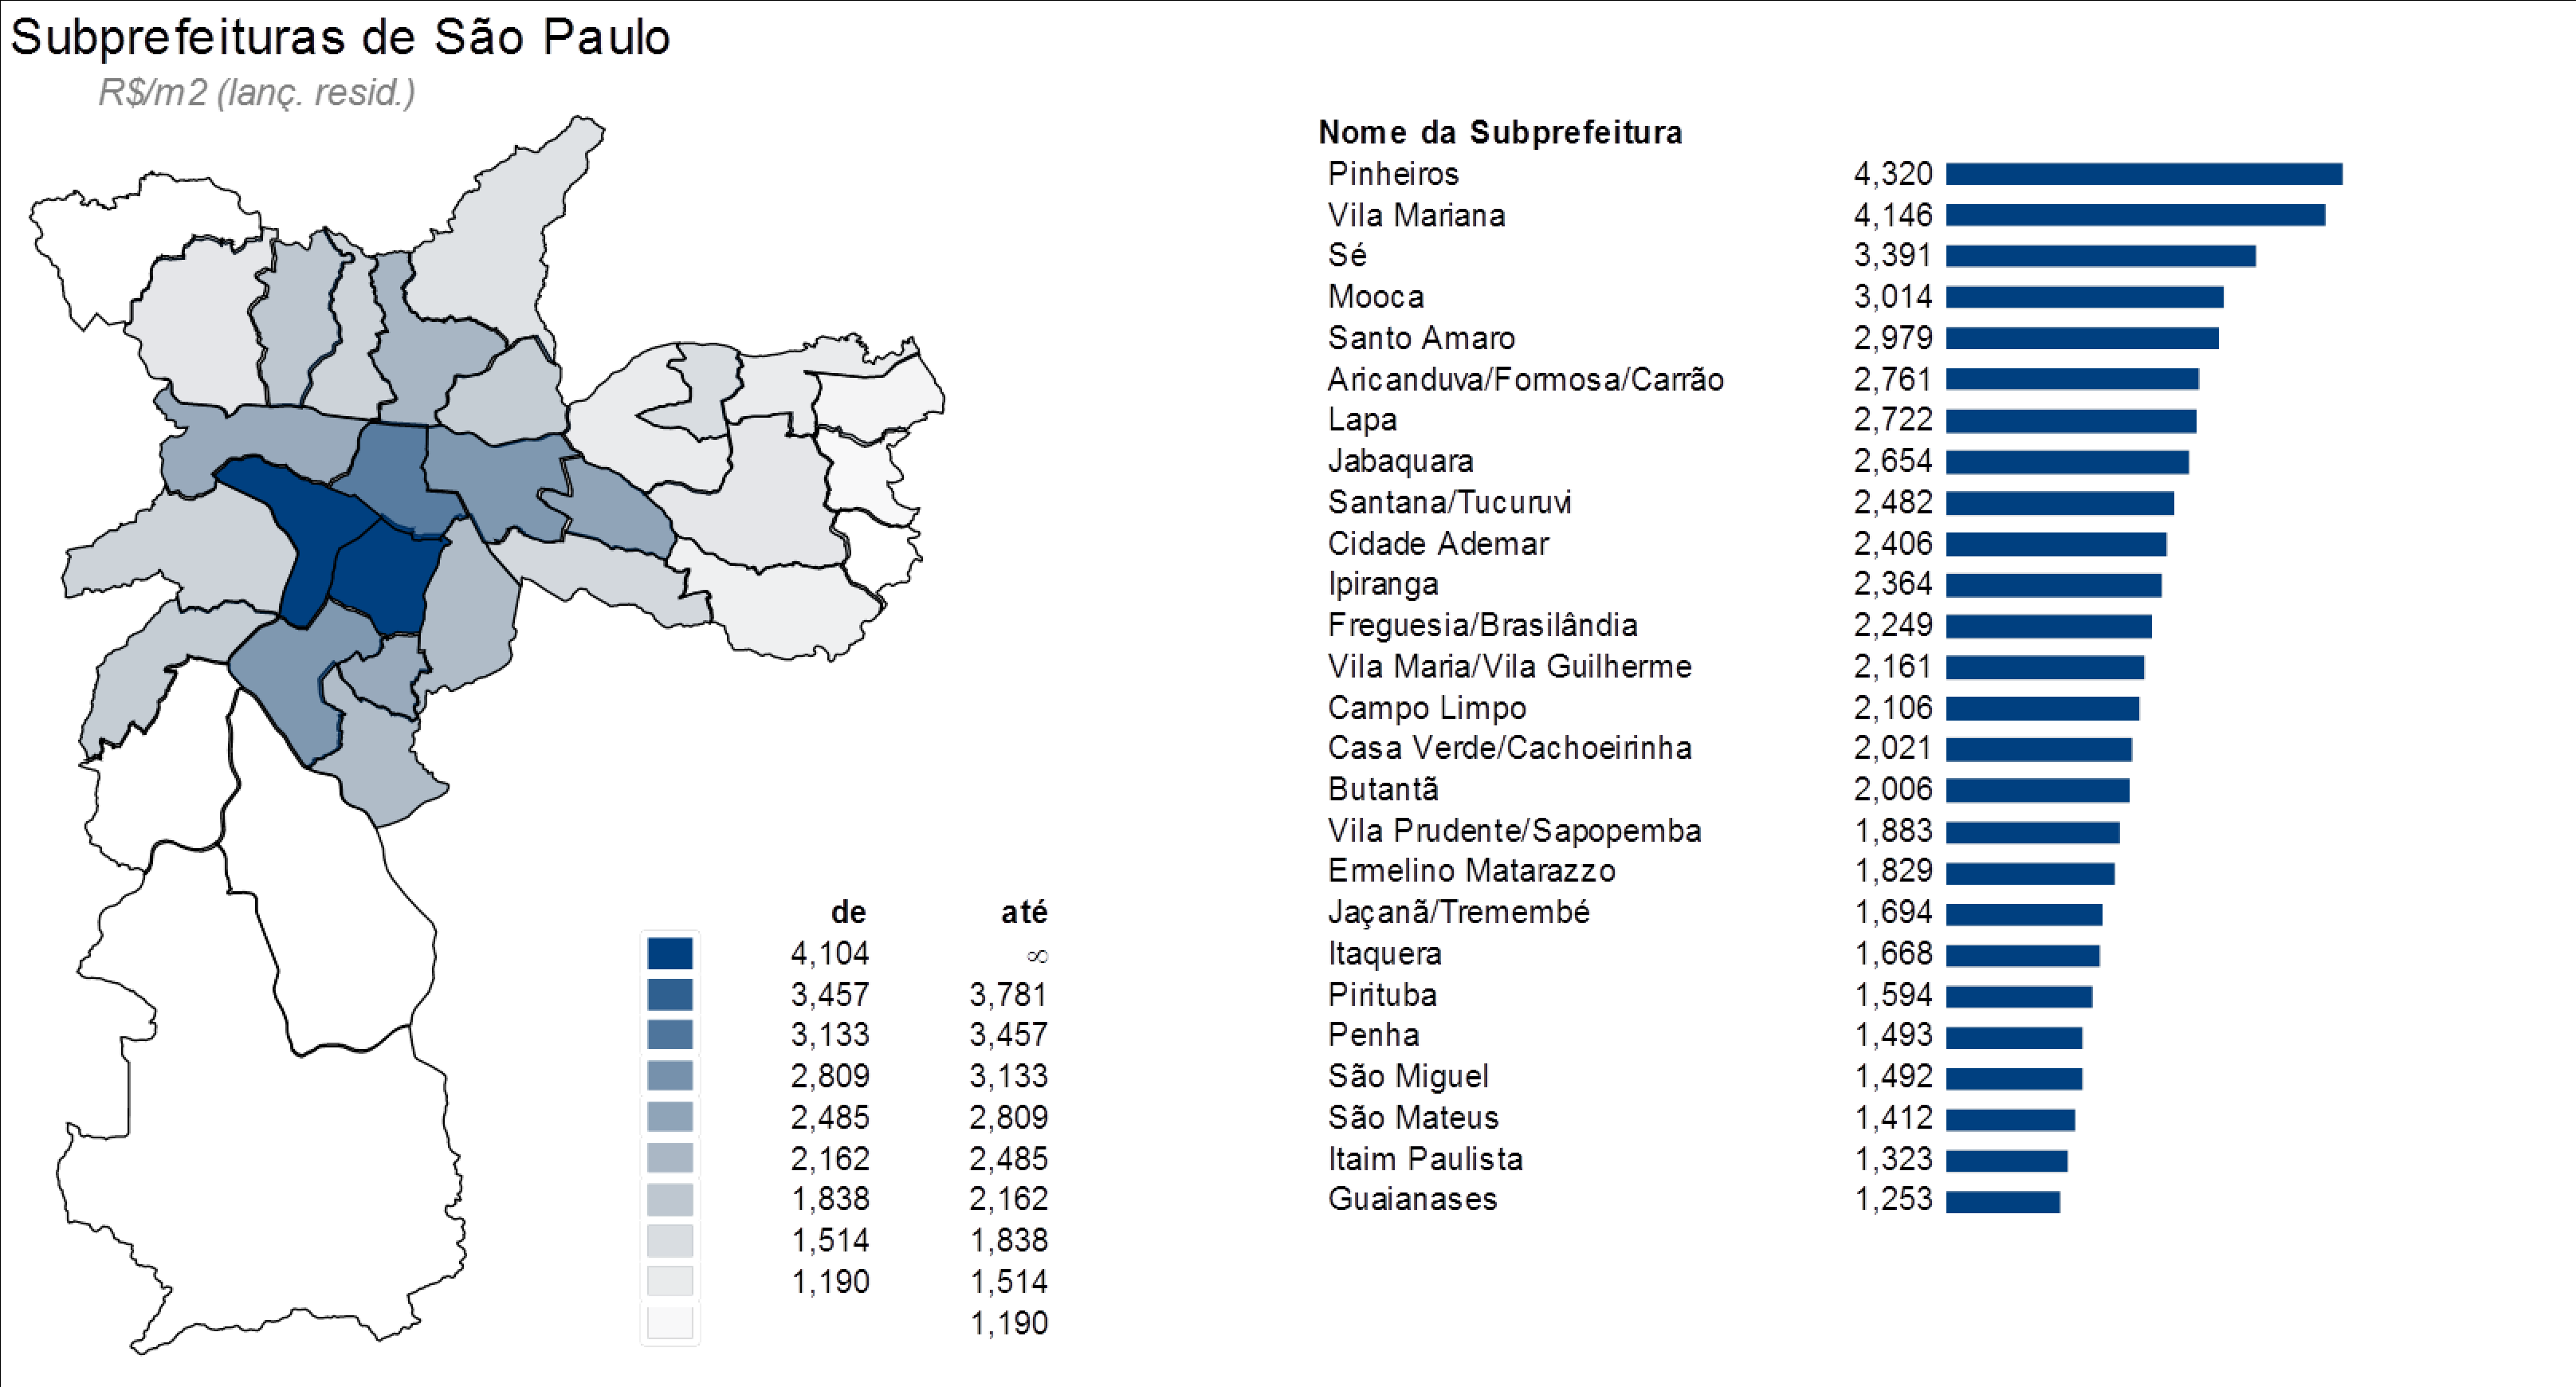 Subprefeituras de São Paulo
R$/m2 (lanç. resid.)
Nome da Subprefeitura
Pinheiros 4,320
Vila Mariana 4,146
Sé 3,391
Mooca 3,014
Santo Amaro 2,979
Aricanduva/Formosa/Carrão 2,761
Lapa 2,722
Jabaquara 2,654
Santana/Tucuruvi 2,482
Cidade Ademar 2,406
Ipiranga 2,364
Freguesia/Brasilândia 2,249
Vila Maria/Vila Guilherme 2,161
Campo Limpo 2,106
Casa Verde/Cachoeirinha 2,021
Butantã 2,006
Vila Prudente/Sapopemba 1,883
Ermelino Matarazzo 1,829
Jaçanã/Tremembé 1,694
Itaquera 1,668
Pirituba 1,594
Penha 1,493
São Miguel 1,492
São Mateus 1,412
Itaim Paulista 1,323
Guaianases 1,253
de até
4,104 ∞
3,457 3,781
3,133 3,457
2,809 3,133
2,485 2,809
2,162 2,485
1,838 2,162
1,514 1,838
1,190 1,514
1,190